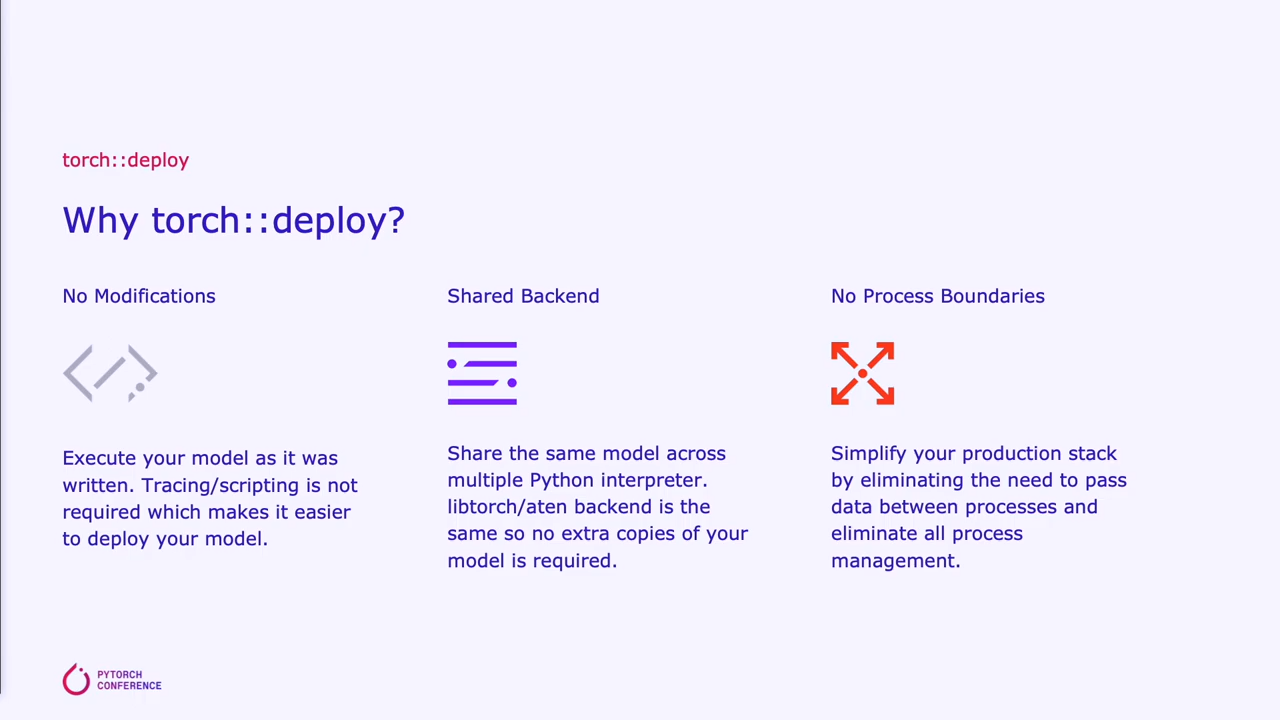 torch::deploy
Why torch::deploy?
No Modifications
Execute your model as it was
written. Tracing/scripting is not
required which makes it easier
to deploy your model.
Shared Backend
Share the same model across
multiple Python interpreter.
libtorch/aten backend is the
same so no extra copies of your
model is required.
No Process Boundaries
Simplify your production stack
by eliminating the need to pass
data between processes and
eliminate all process
management.
PYTORCH
CONFERENCE